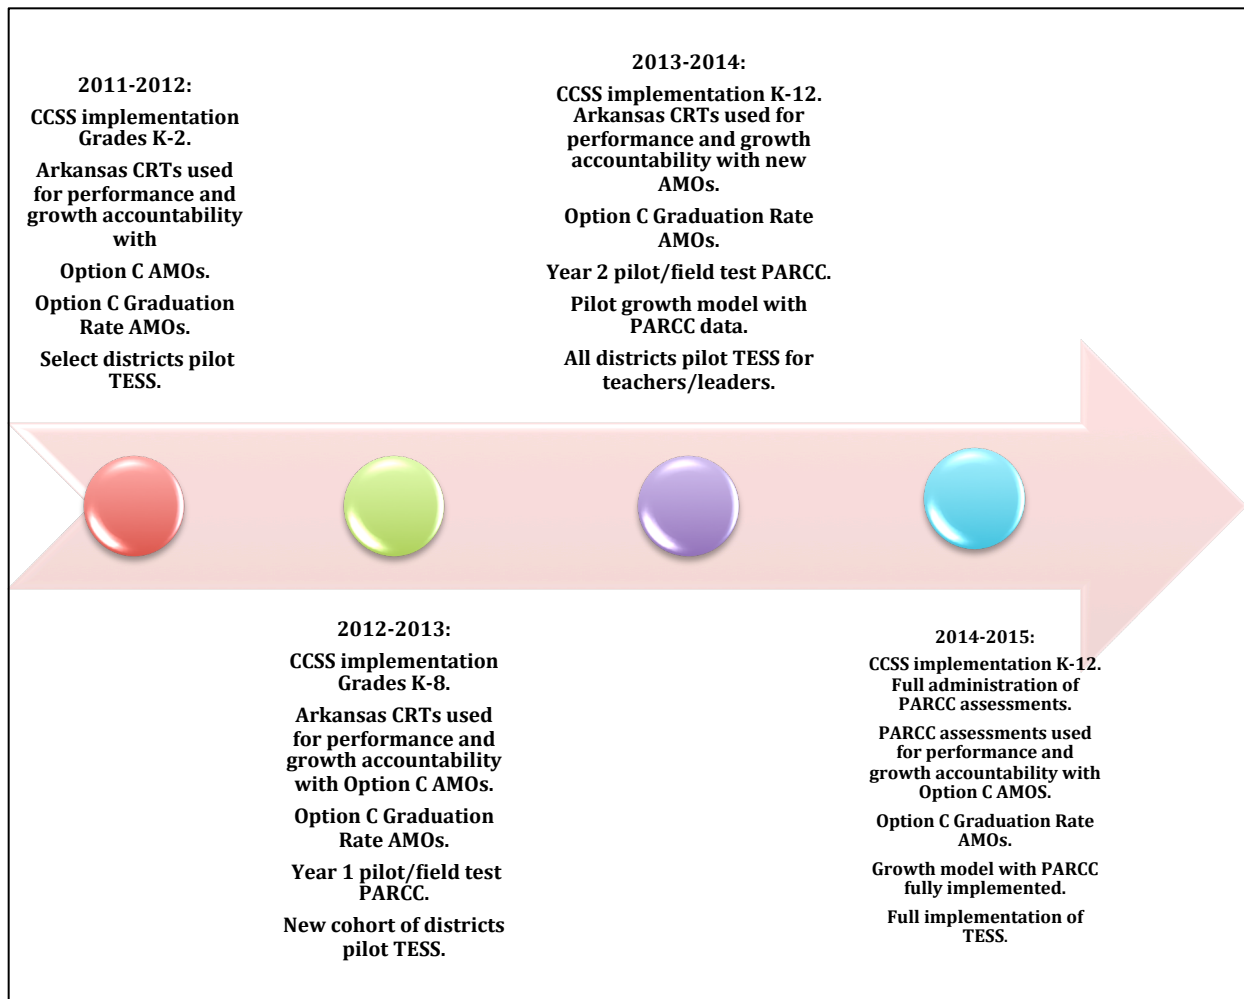 2011-2012:
CCSS implementation
Grades K-2.
Arkansas CRTs used
for performance and
growth accountability
with
Option C AMOs.
Option C Graduation
Rate AMOs.
Select districts pilot
TESS.
2012-2013:
CCSS implementation
Grades K-8.
Arkansas CRTs used
for performance and
growth accountability
with Option C AMOs.
Option C Graduation
Rate AMOs.
Year 1 pilot/field test
PARCC.
New cohort of districts
pilot TESS.
2013-2014:
CCSS implementation K-12.
Arkansas CRTs used for
performance and growth
accountability with new
AMOs.
Option C Graduation Rate
AMOs.
Year 2 pilot/field test PARCC.
Pilot growth model with
PARCC data.
All districts pilot TESS for
teachers/leaders.
2014-2015:
CCSS implementation K-12.
Full administration of
PARCC assessments.
PARCC assessments used
for performance and
growth accountability with
Option C AMOS.
Option C Graduation Rate
AMOs.
Growth model with PARCC
fully implemented.
Full implementation of
TESS.